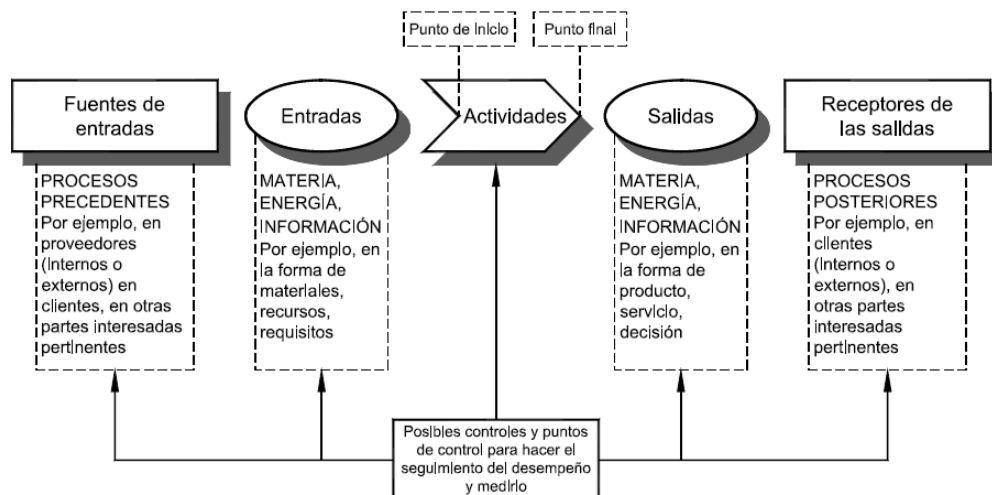 Punto de inicio
Punto final
Fuentes de
entradas
Entradas
Actividades
Salidas
Receptores de
las salidas
PROCESOS
PRECEDENTES
Por ejemplo, en
proveedores
(internos o
externos) en
clientes, en otras
partes interesadas
pertinentes
MATERIA,
ENERGÍA,
INFORMACIÓN
Por ejemplo, en
la forma de
materiales,
recursos,
requisitos
MATERIA,
ENERGÍA,
INFORMACIÓN
Por ejemplo, en
la forma de
producto,
servicio,
decisión
PROCESOS
POSTERIORES
Por ejemplo, en
clientes
(internos o
externos), en
otras partes
interesadas
pertinentes
Posibles controles y puntos
de control para hacer el
seguimiento del desempeño
y medirlo